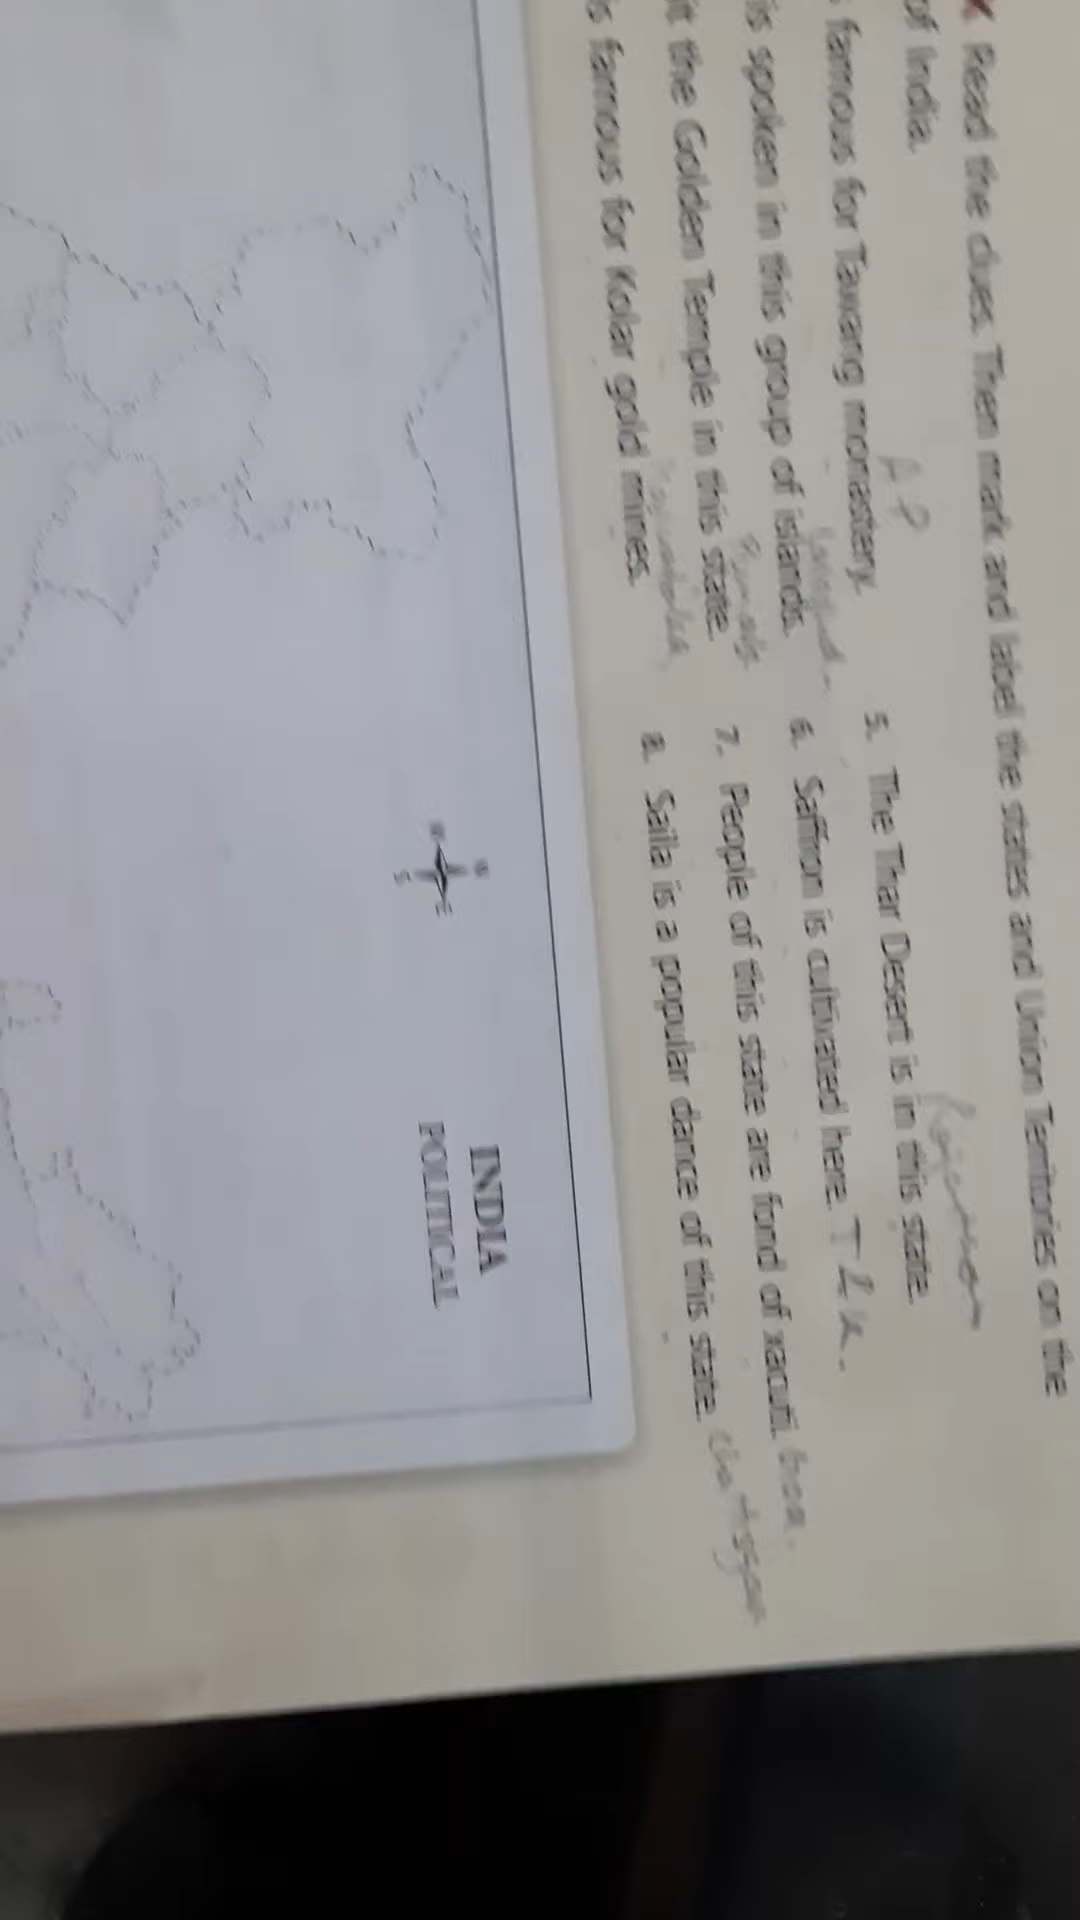 Read the clues. Then mark and label the states and Union Territories on the
of India.
famous for Tawang monastery. A P
is spoken in this group of islands.
it the Golden Temple in this state.
is famous for Kolar gold mines.
5. The Thar Desert is in this state.
6. Saffron is cultivated here. J & K.
7. People of this state are fond of xacuti.
8. Saila is a popular dance of this state.
INDIA
POLITICAL
N
W E
S